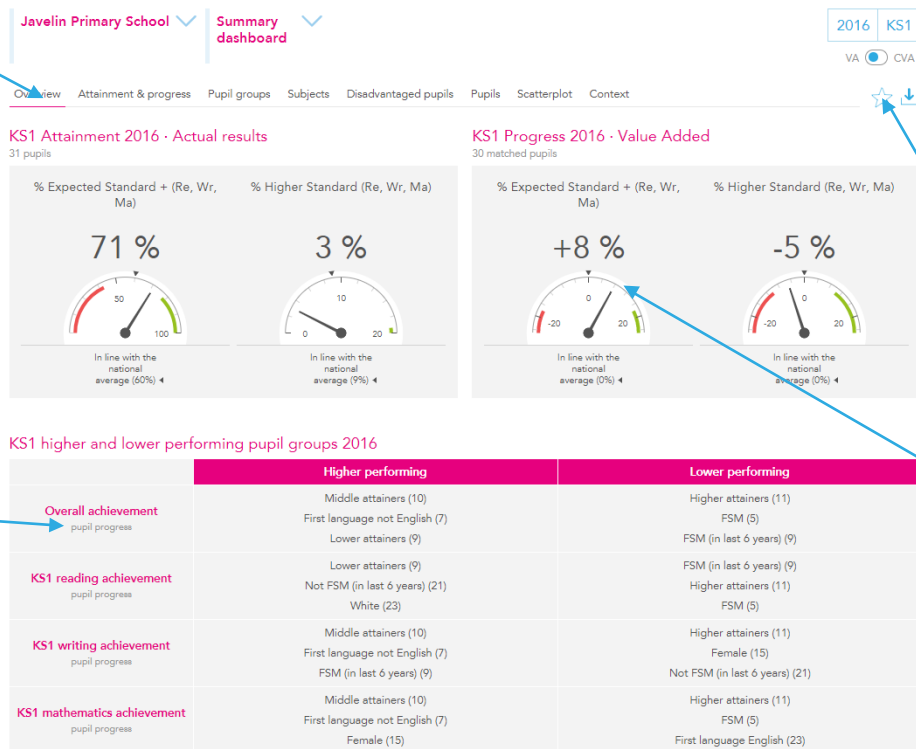 Javelin Primary School
Summary
dashboard
2016 KS1
VA CVA
Overview Attainment & progress Pupil groups Subjects Disadvantaged pupils Pupils Scatterplot Context
KS1 Attainment 2016 · Actual results
31 pupils
% Expected Standard + (Re, Wr,
Ma)
71 %
50
100
In line with the
national
average (60%)
% Higher Standard (Re, Wr, Ma)
3 %
10
0
20
In line with the
national
average (9%)
KS1 Progress 2016 · Value Added
30 matched pupils
% Expected Standard + (Re, Wr,
Ma)
+8 %
0
-20
20
In line with the
national
average (0%)
% Higher Standard (Re, Wr, Ma)
-5 %
0
-20
20
In line with the
national
average (0%)
KS1 higher and lower performing pupil groups 2016
Higher performing
Lower performing
Overall achievement
pupil progress
Middle attainers (10)
First language not English (7)
Lower attainers (9)
Higher attainers (11)
FSM (5)
FSM (in last 6 years) (9)
KS1 reading achievement
pupil progress
Lower attainers (9)
Not FSM (in last 6 years) (21)
White (23)
FSM (in last 6 years) (9)
Higher attainers (11)
FSM (5)
KS1 writing achievement
pupil progress
Middle attainers (10)
First language not English (7)
FSM (in last 6 years) (9)
Higher attainers (11)
Female (15)
Not FSM (in last 6 years) (21)
KS1 mathematics achievement
pupil progress
Middle attainers (10)
First language not English (7)
Female (15)
Higher attainers (11)
FSM (5)
First language English (23)